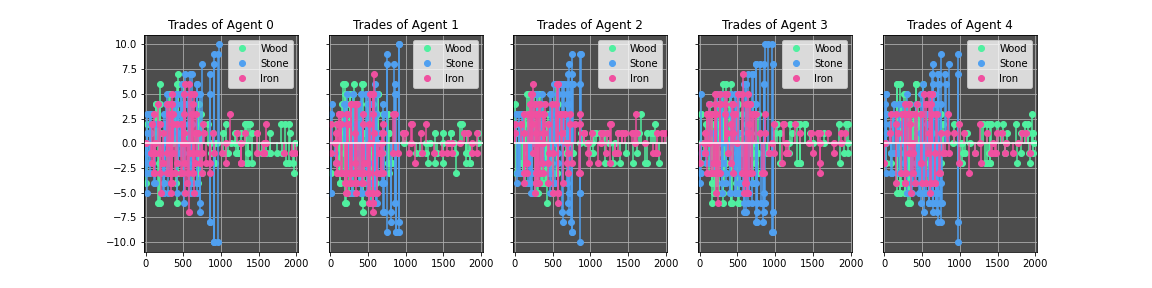 Trades of Agent 0
Trades of Agent 1
Trades of Agent 2
Trades of Agent 3
Trades of Agent 4
10.0
7.5
5.0
2.5
0.0
−2.5
−5.0
−7.5
−10.0
Wood
Stone
Iron
Wood
Stone
Iron
Wood
Stone
Iron
Wood
Stone
Iron
Wood
Stone
Iron
0 500 1000 1500 2000
0 500 1000 1500 2000
0 500 1000 1500 2000
0 500 1000 1500 2000
0 500 1000 1500 2000